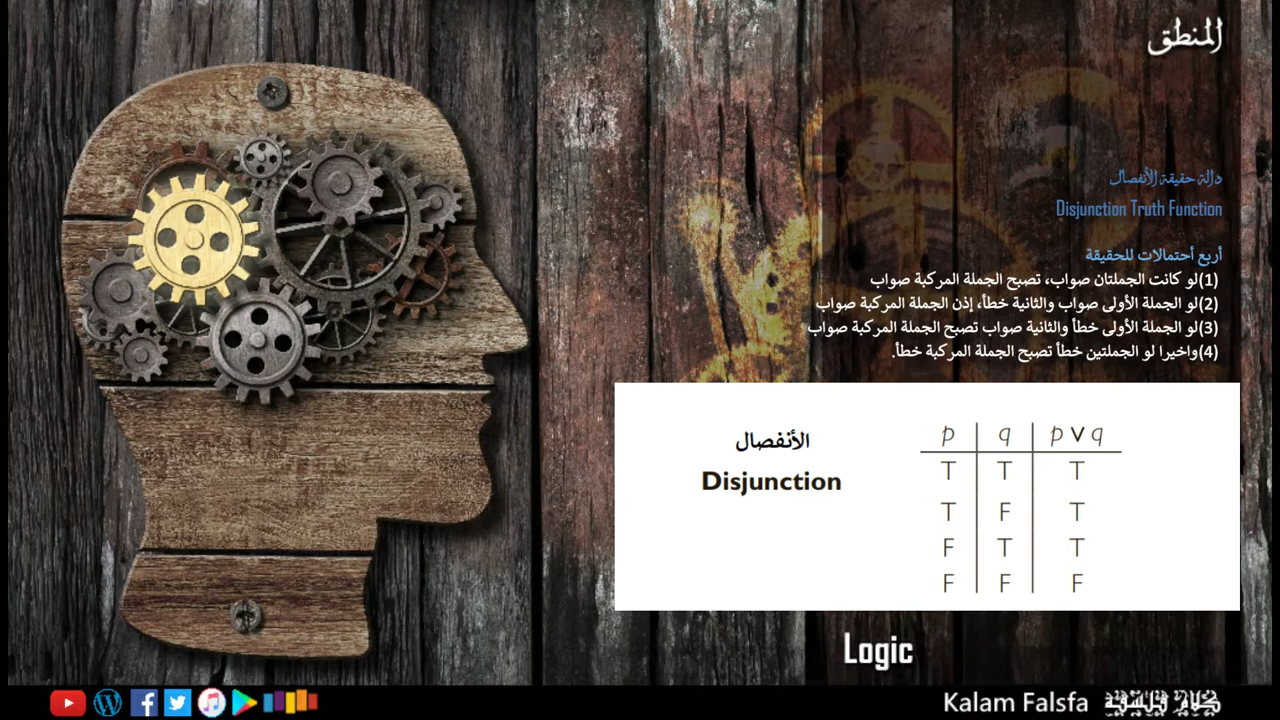 المنطق
دالة حقيقة الأنفصال
Disjunction Truth Function
أربع أحتمالات للحقيقة
(1)لو كانت الجملتان صواب، تصبح الجملة المركبة صواب
(2)لو الجملة الأولى صواب والثانية خطأ، إذن الجملة المركبة صواب
(3)لو الجملة الأولى خطأ والثانية صواب تصبح الجملة المركبة صواب
(4)واخيرا لو الجملتين خطأ تصبح الجملة المركبة خطأ.
الأنفصال
Disjunction
p q p ∨ q
T T T
T F T
F T T
F F F
Logic
Kalam Falsfa كلام فلسفة